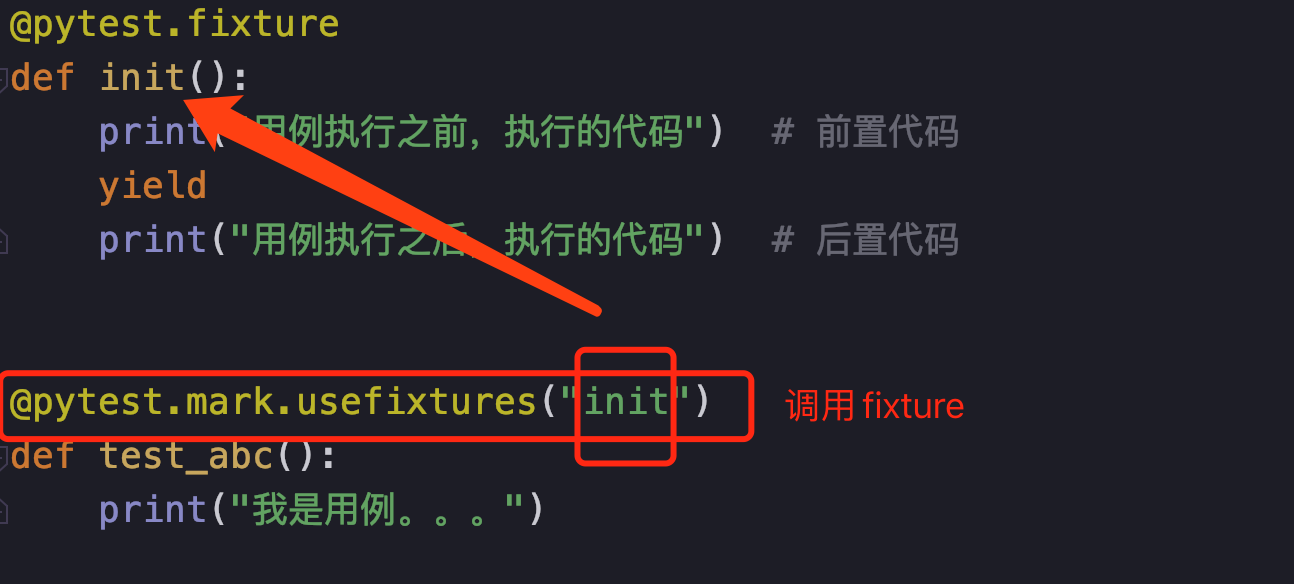 @pytest.fixture
def init():
    print("用例执行之前，执行的代码")  # 前置代码
    yield
    print("用例执行之后，执行的代码")  # 后置代码
@pytest.mark.usefixtures("init") 调用 fixture
def test_abc():
    print("我是用例。。。")